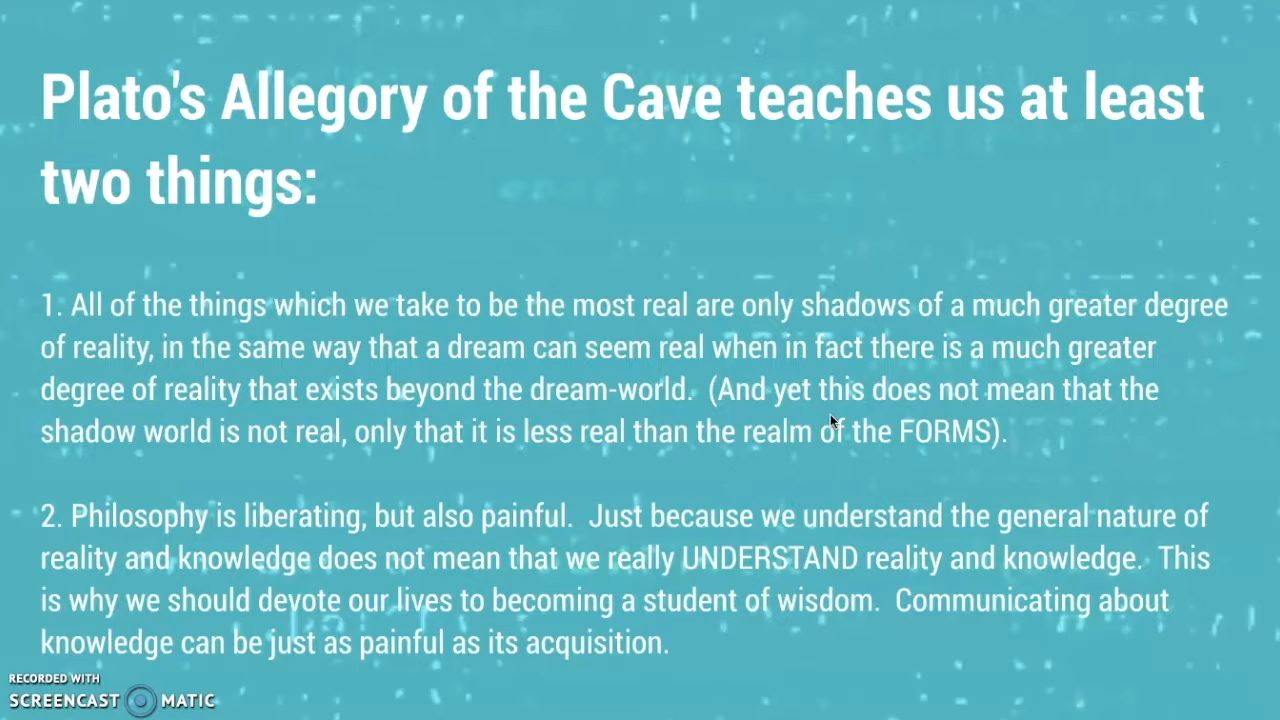 Plato's Allegory of the Cave teaches us at least
two things:
1. All of the things which we take to be the most real are only shadows of a much greater degree
of reality, in the same way that a dream can seem real when in fact there is a much greater
degree of reality that exists beyond the dream-world.  (And yet this does not mean that the
shadow world is not real, only that it is less real than the realm of the FORMS).
2. Philosophy is liberating, but also painful.  Just because we understand the general nature of
reality and knowledge does not mean that we really UNDERSTAND reality and knowledge.  This
is why we should devote our lives to becoming a student of wisdom.  Communicating about
knowledge can be just as painful as its acquisition.
RECORDED WITH
SCREENCAST MATIC